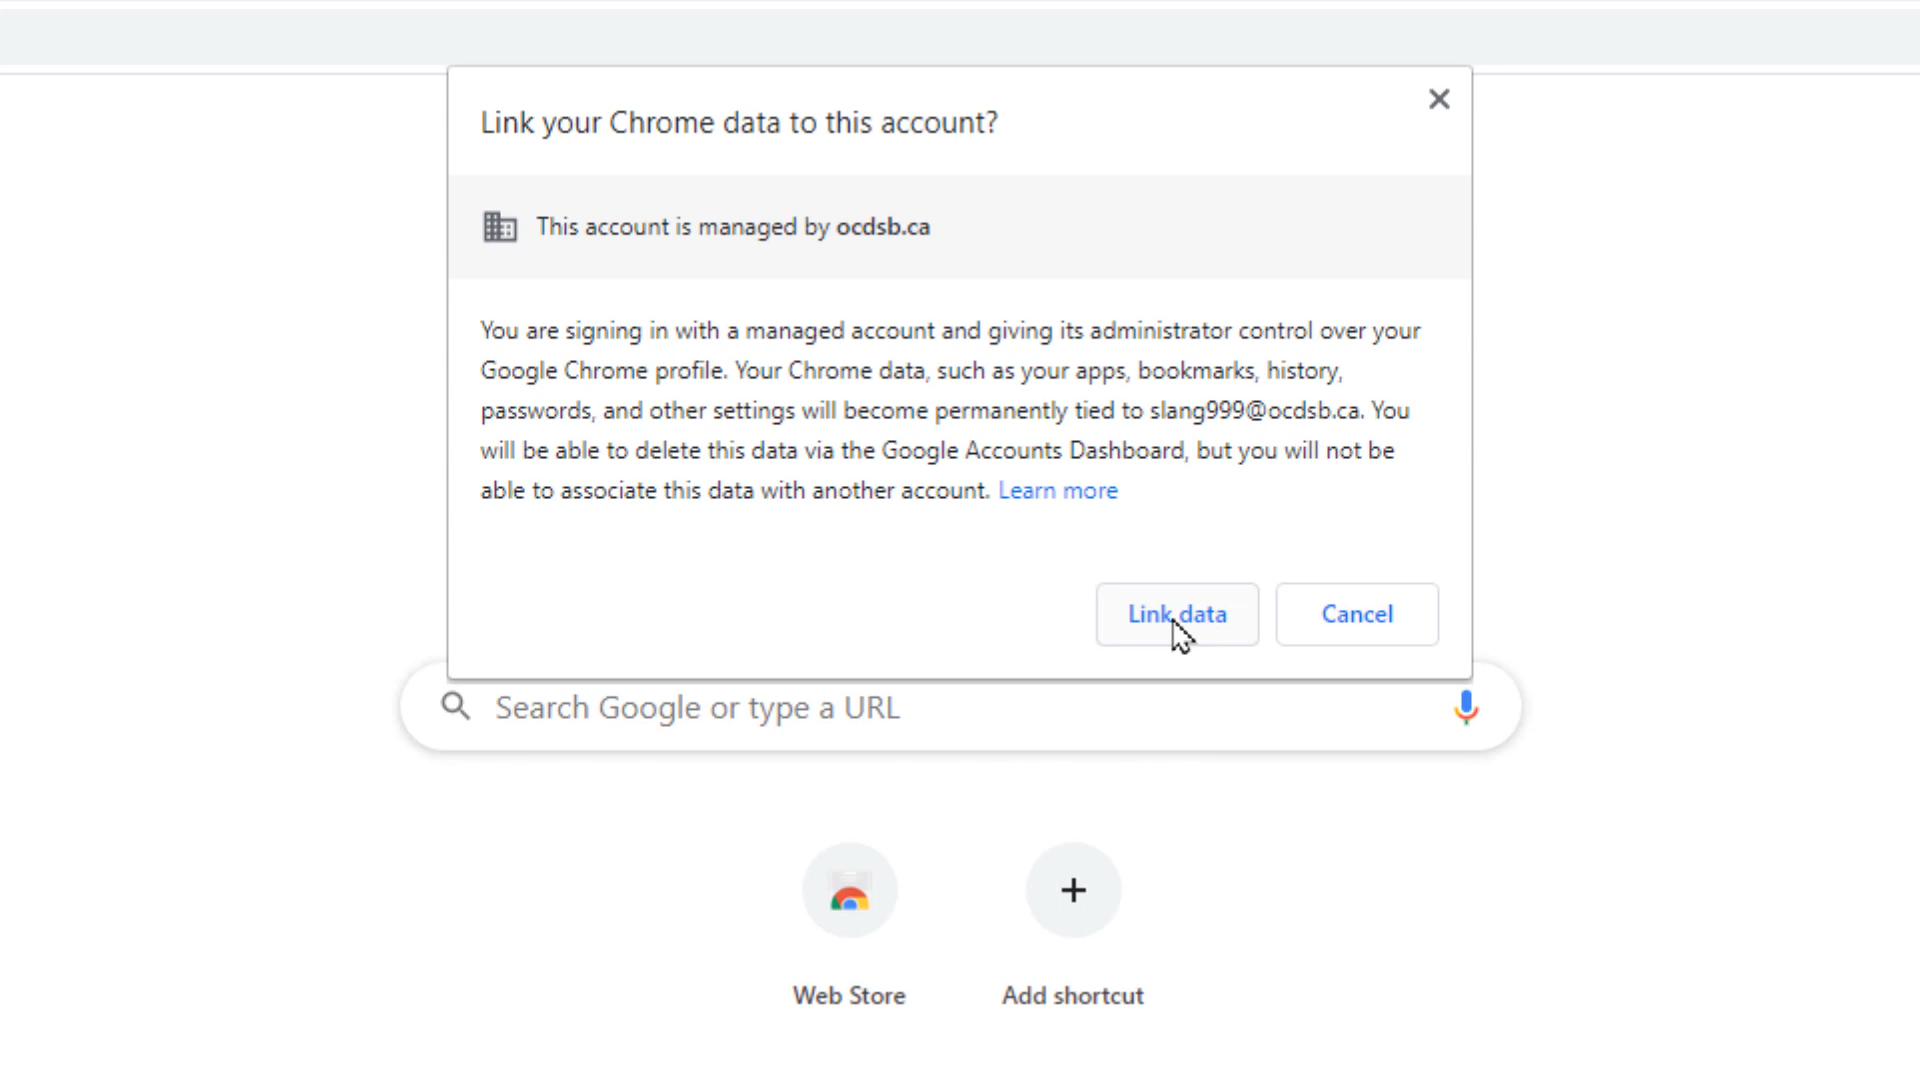 Link your Chrome data to this account?
This account is managed by ocdsb.ca
You are signing in with a managed account and giving its administrator control over your
Google Chrome profile. Your Chrome data, such as your apps, bookmarks, history,
passwords, and other settings will become permanently tied to slang999@ocdsb.ca. You
will be able to delete this data via the Google Accounts Dashboard, but you will not be
able to associate this data with another account. Learn more
Link data Cancel
Search Google or type a URL
Web Store Add shortcut